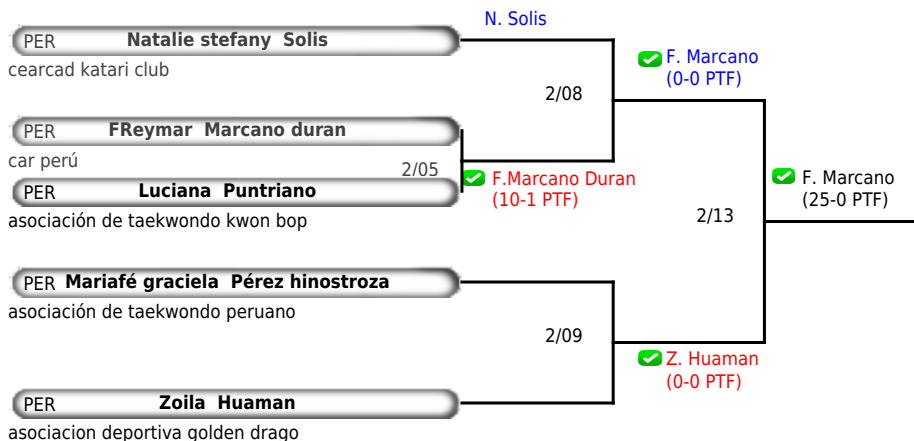 N. Solis
PER Natalie stefany Solis
cearcad katari club
F. Marcano
(0-0 PTF)
2/08
PER FReymar Marcano duran
car perú
2/05
F.Marcano Duran
(10-1 PTF)
F. Marcano
(25-0 PTF)
PER Luciana Puntriano
asociación de taekwondo kwon bop
2/13
PER Mariafé graciela Pérez hinostroza
asociación de taekwondo peruano
2/09
Z. Huaman
(0-0 PTF)
PER Zoila Huaman
asociacion deportiva golden drago